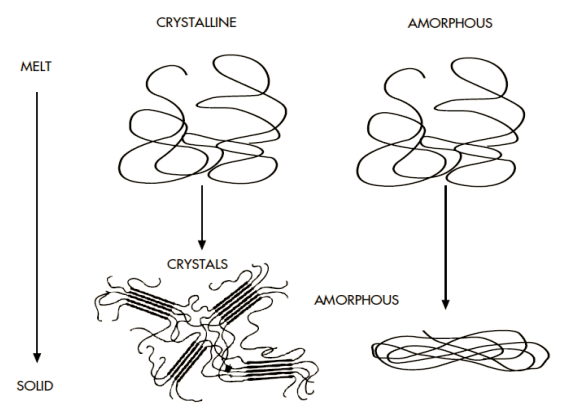 CRYSTALLINE
AMORPHOUS
MELT
CRYSTALS
AMORPHOUS
SOLID